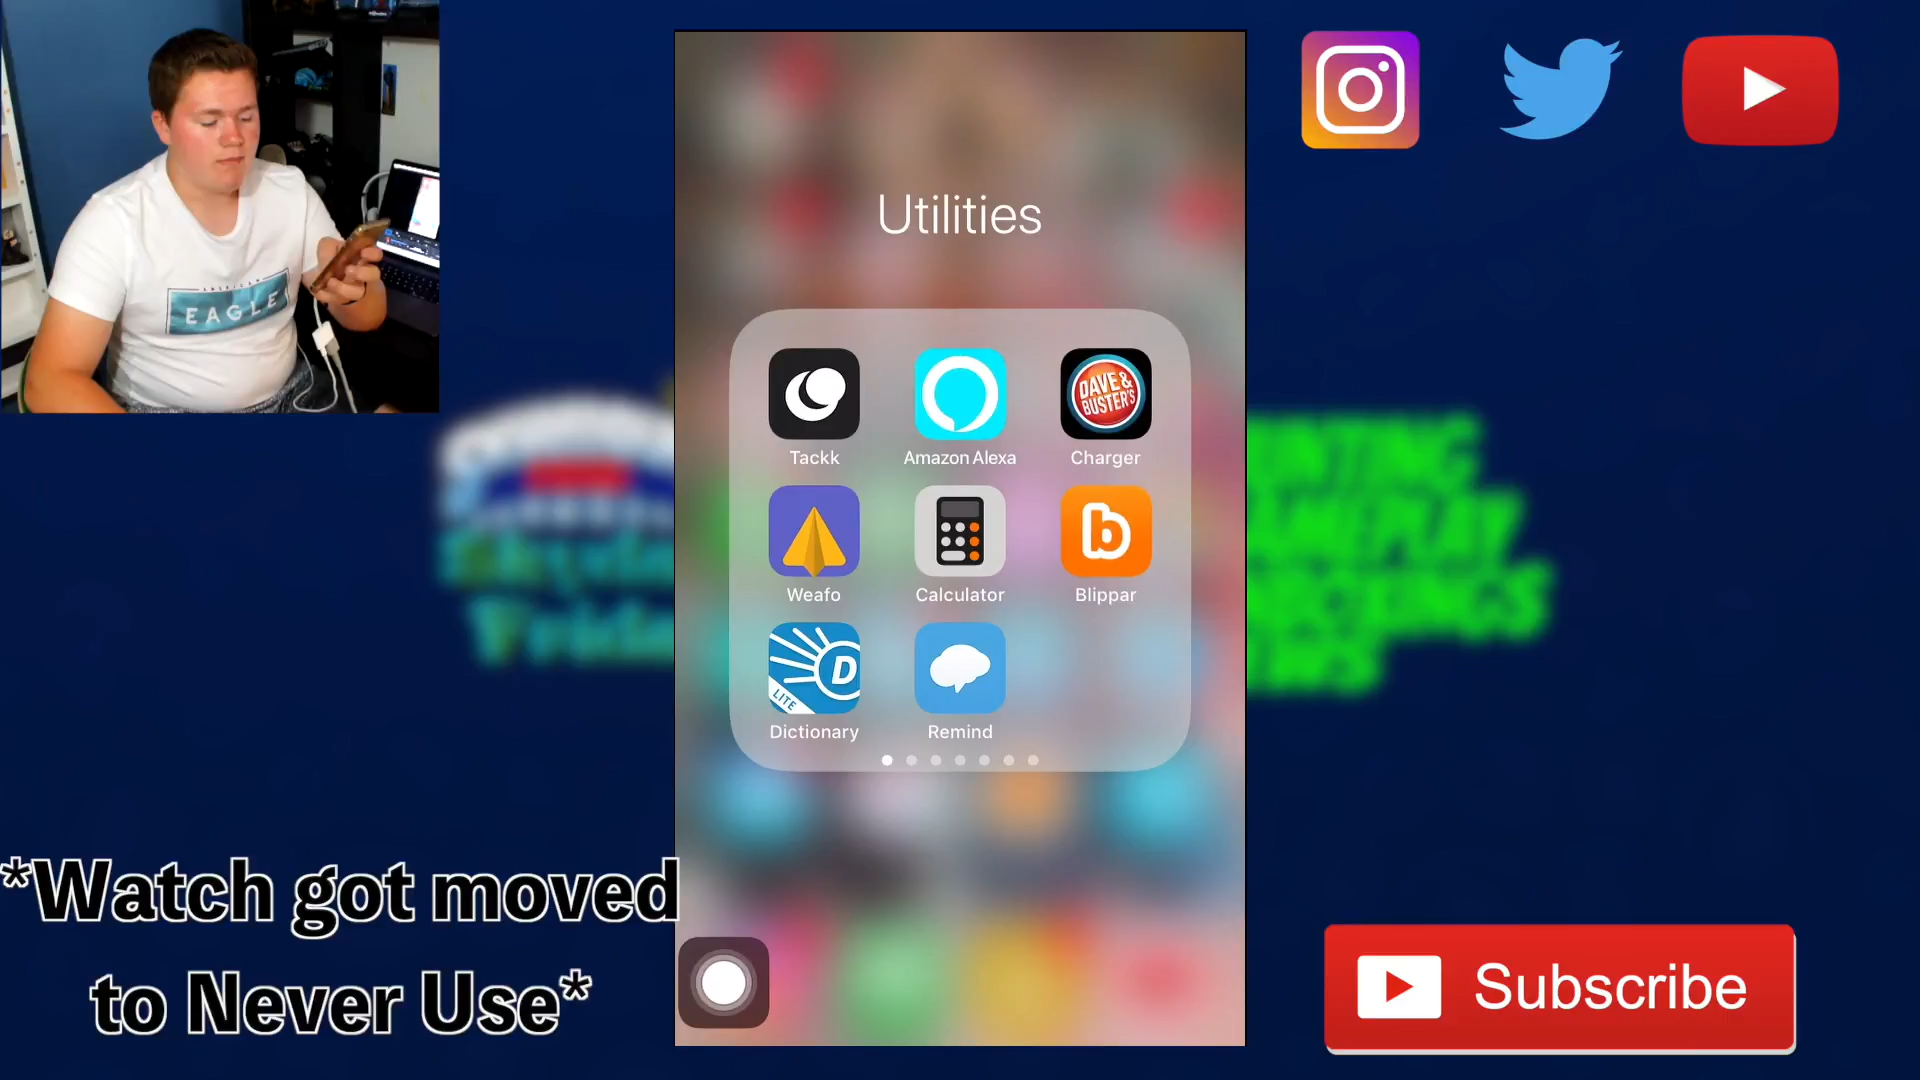 AMERICAN
EAGLE
Utilities
DAVE &
BUSTER'S
Tackk
Amazon Alexa
Charger
b
Weafo
Calculator
Blippar
D
LITE
Dictionary
Remind
*Watch got moved
to Never Use*
Subscribe